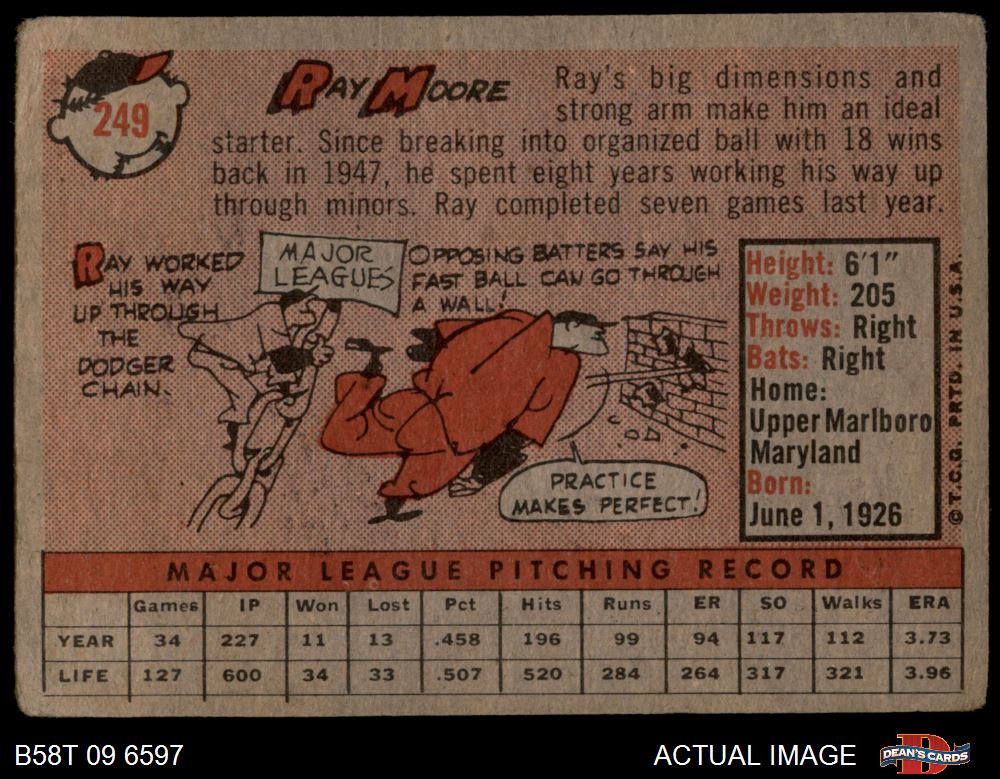 249
RAY MOORE
Ray's big dimensions and
strong arm make him an ideal
starter. Since breaking into organized ball with 18 wins
back in 1947, he spent eight years working his way up
through minors. Ray completed seven games last year.
RAY WORKED
HIS WAY
UP THROUGH
THE
DODGER
CHAIN.
MAJOR
LEAGUES
OPPOSING BATTERS SAY HIS
FAST BALL CAN GO THROUGH
A WALL!
PRACTICE
MAKES PERFECT!
Height: 6'1"
Weight: 205
Throws: Right
Bats: Right
Home:
Upper Marlboro
Maryland
Born:
June 1, 1926
© T.C.G. PRTD. IN U.S.A.
MAJOR LEAGUE PITCHING RECORD
Games IP Won Lost Pct Hits Runs ER SO Walks ERA
YEAR 34 227 11 13 .458 196 99 94 117 112 3.73
LIFE 127 600 34 33 .507 520 284 264 317 321 3.96
B58T 09 6597
ACTUAL IMAGE
DEAN'S CARDS